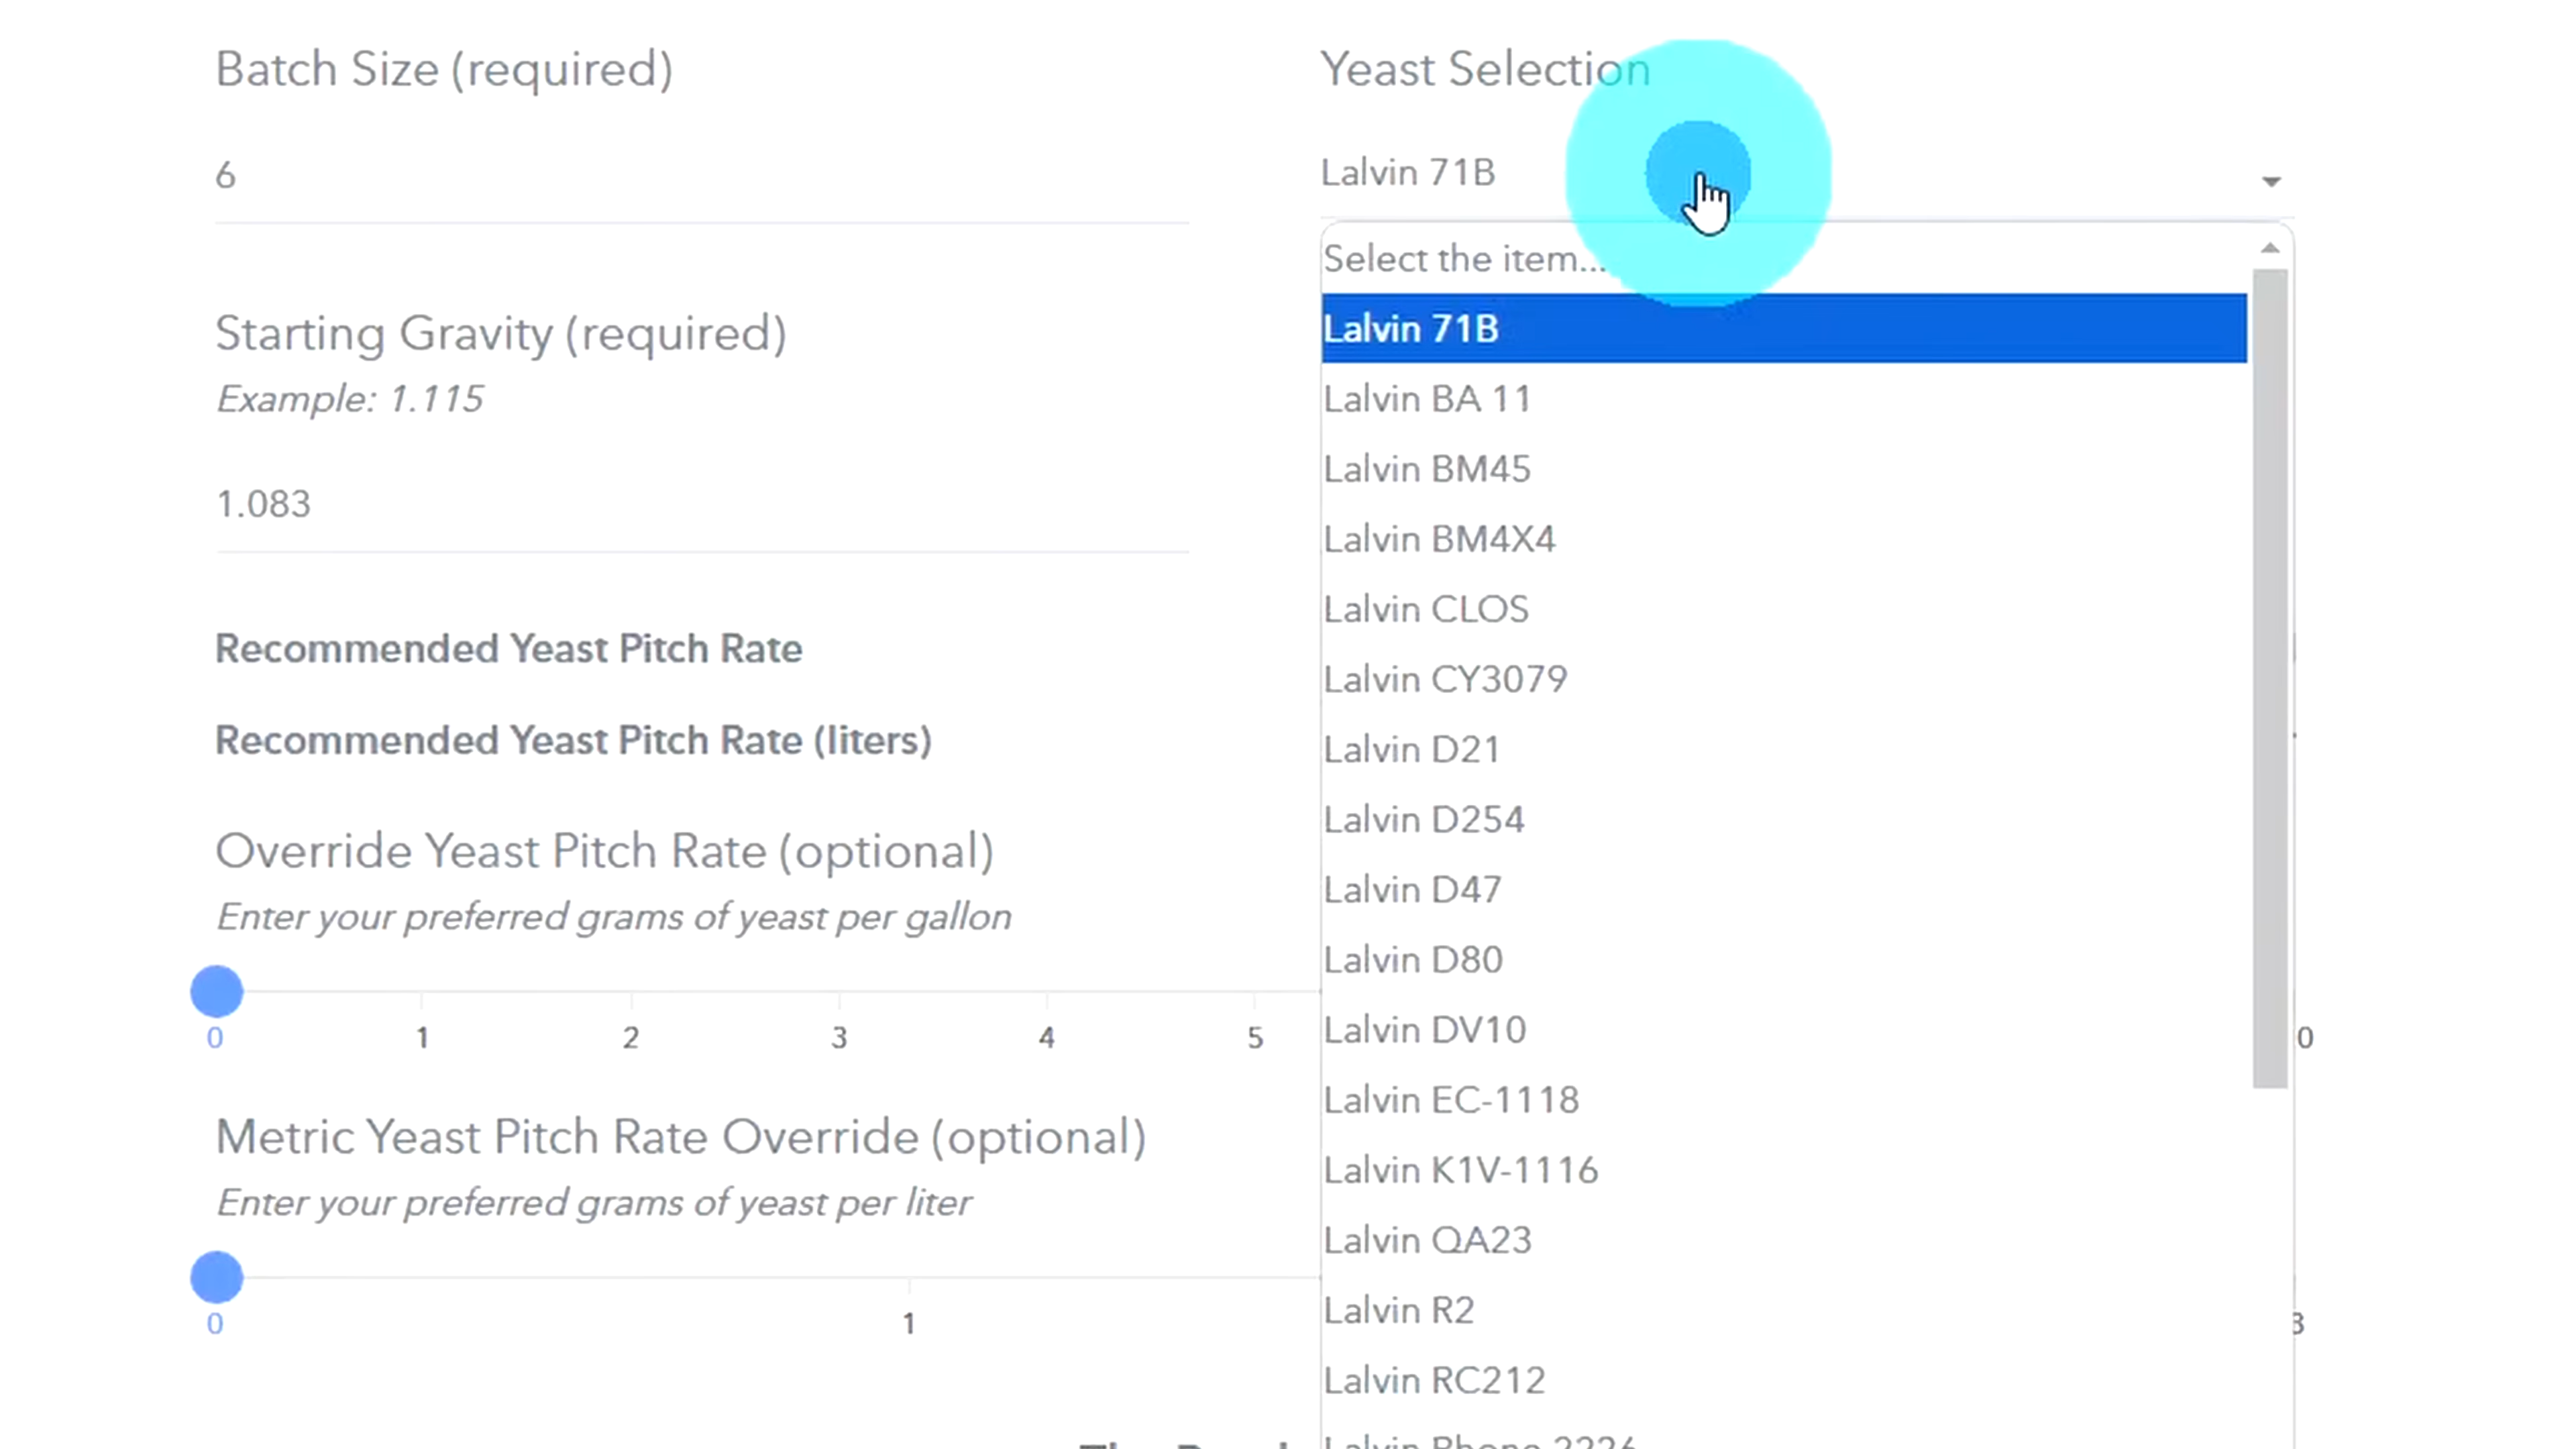 Batch Size (required)
6
Starting Gravity (required)
Example: 1.115
1.083
Recommended Yeast Pitch Rate
Recommended Yeast Pitch Rate (liters)
Override Yeast Pitch Rate (optional)
Enter your preferred grams of yeast per gallon
0 1 2 3 4 5 0
Metric Yeast Pitch Rate Override (optional)
Enter your preferred grams of yeast per liter
0 1 3
Yeast Selection
Lalvin 71B
Select the item...
Lalvin 71B
Lalvin BA 11
Lalvin BM45
Lalvin BM4X4
Lalvin CLOS
Lalvin CY3079
Lalvin D21
Lalvin D254
Lalvin D47
Lalvin D80
Lalvin DV10
Lalvin EC-1118
Lalvin K1V-1116
Lalvin QA23
Lalvin R2
Lalvin RC212
Lalvin Rhone 2226